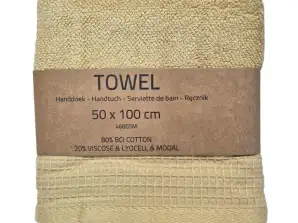 TOWEL
Handdoek - Handtuch - Serviette de bain - Ręcznik
50 x 100 cm
80% BCI COTTON
20% VISCOSE & LYOCELL & MODAL